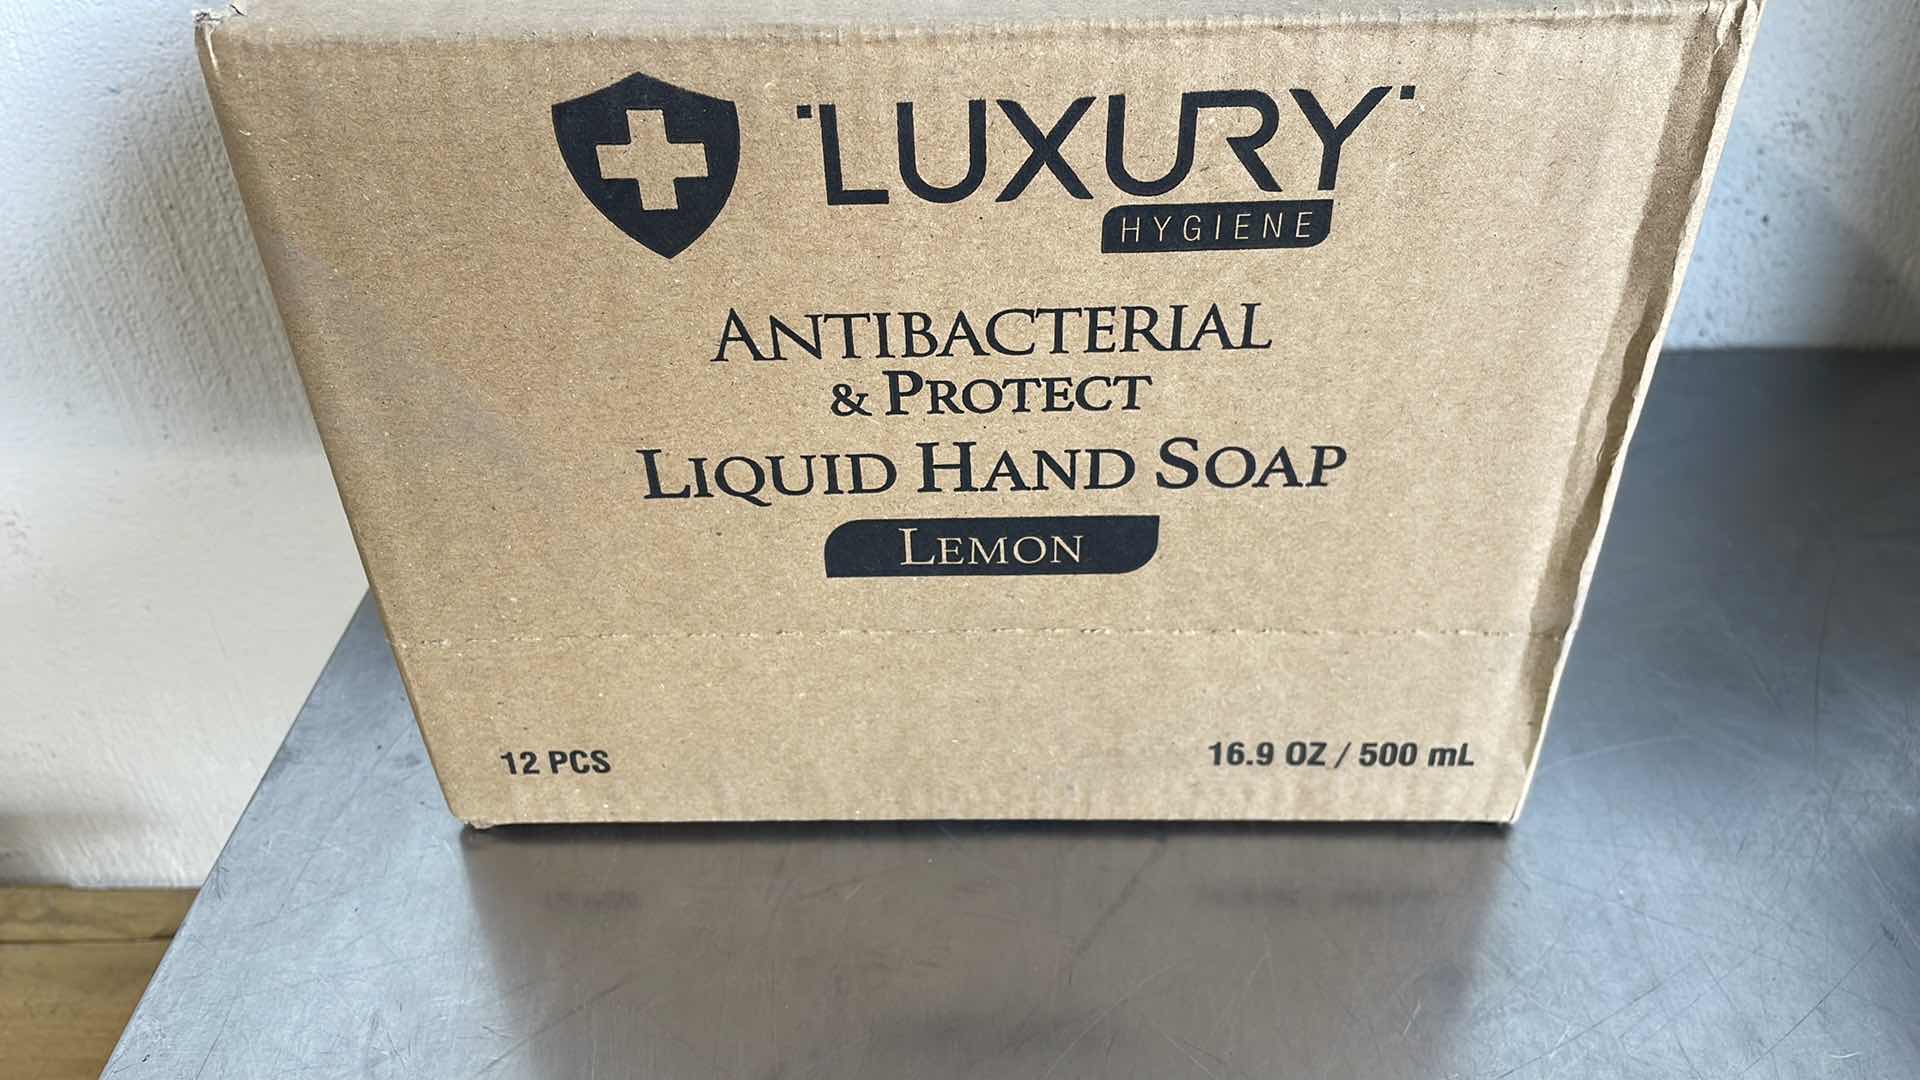 LUXURY
HYGIENE
ANTIBACTERIAL
& PROTECT
LIQUID HAND SOAP
LEMON
12 PCS
16.9 OZ / 500 mL